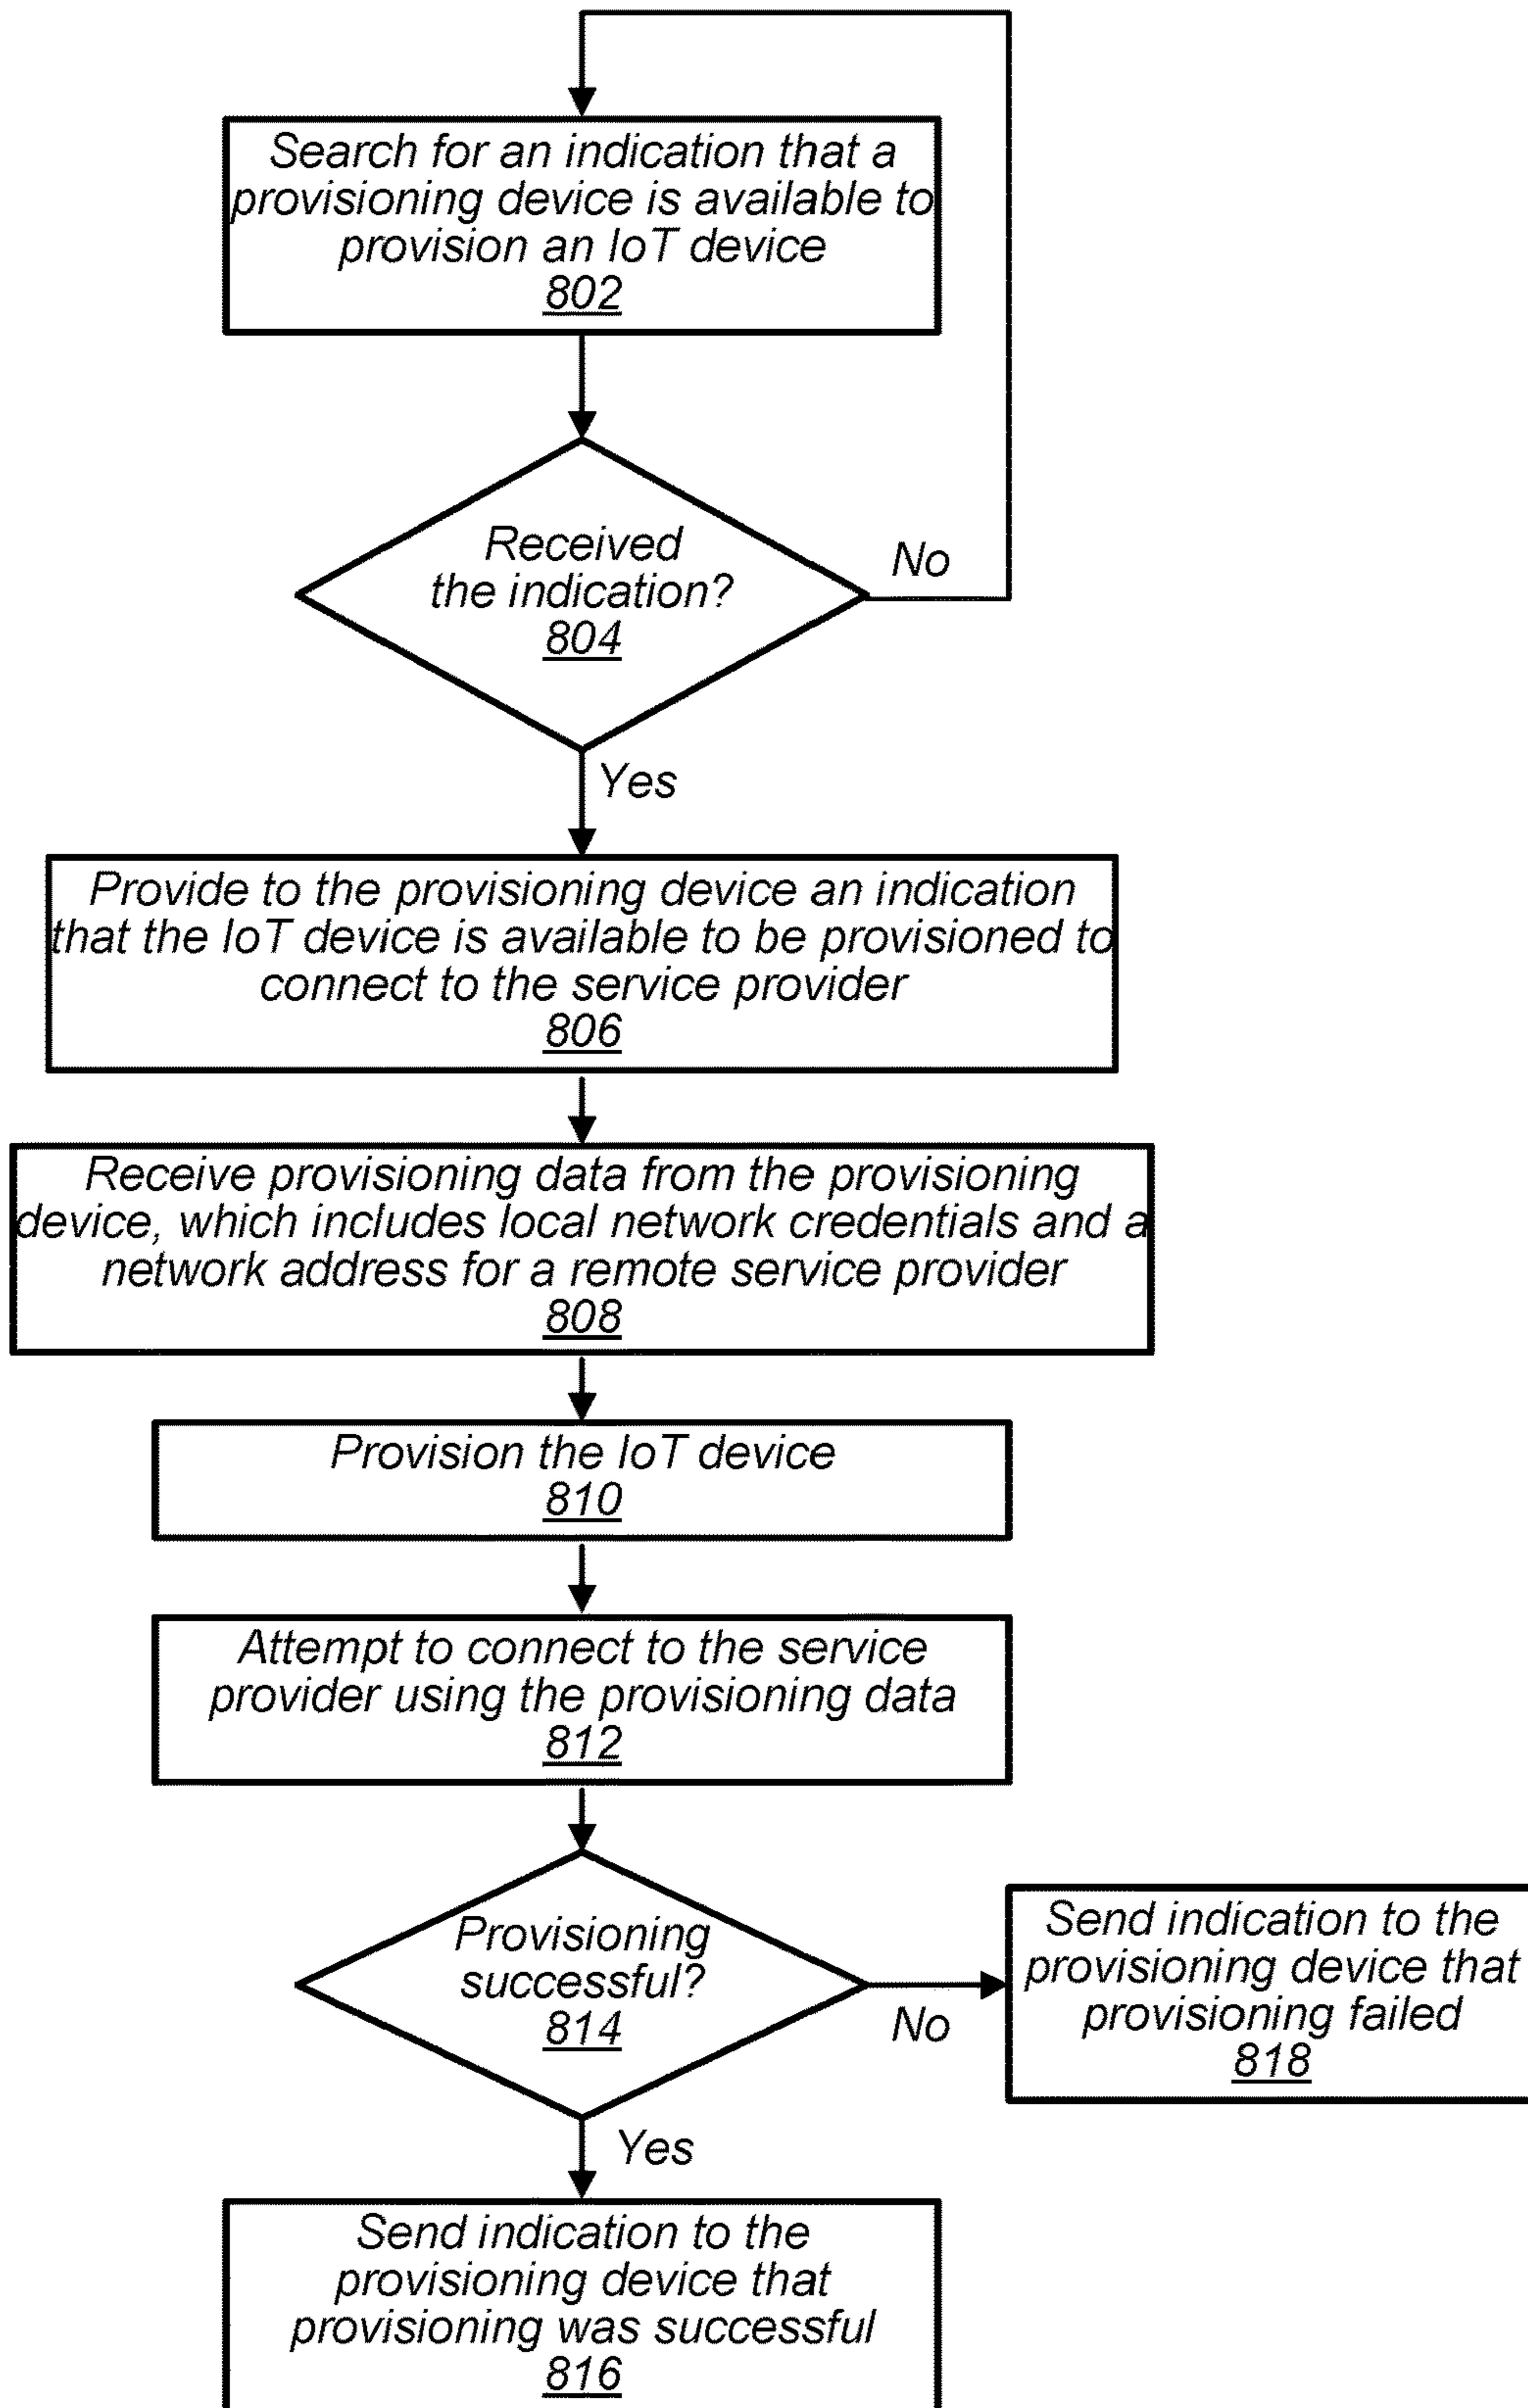 Search for an indication that a
provisioning device is available to
provision an IoT device
802
Received
the indication?
804
No
Yes
Provide to the provisioning device an indication
that the IoT device is available to be provisioned to
connect to the service provider
806
Receive provisioning data from the provisioning
device, which includes local network credentials and a
network address for a remote service provider
808
Provision the IoT device
810
Attempt to connect to the service
provider using the provisioning data
812
Provisioning
successful?
814
No
Send indication to the
provisioning device that
provisioning failed
818
Yes
Send indication to the
provisioning device that
provisioning was successful
816